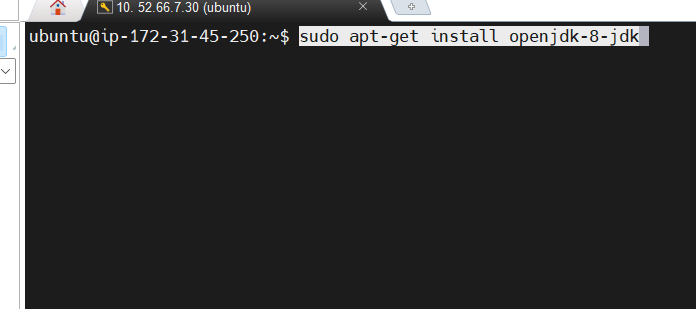 10. 52.66.7.30 (ubuntu)
ubuntu@ip-172-31-45-250:~$ sudo apt-get install openjdk-8-jdk